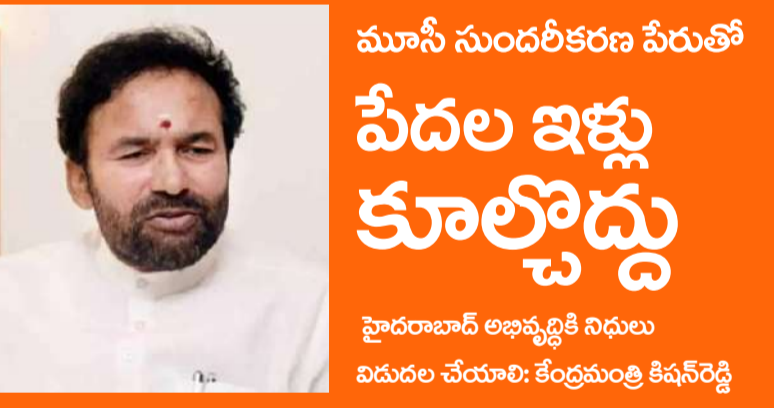 మూసీ సుందరీకరణ పేరుతో
పేదల ఇళ్లు
కూల్చొద్దు
హైదరాబాద్ అభివృద్ధికి నిధులు
విడుదల చేయాలి: కేంద్రమంత్రి కిషన్‌రెడ్డి